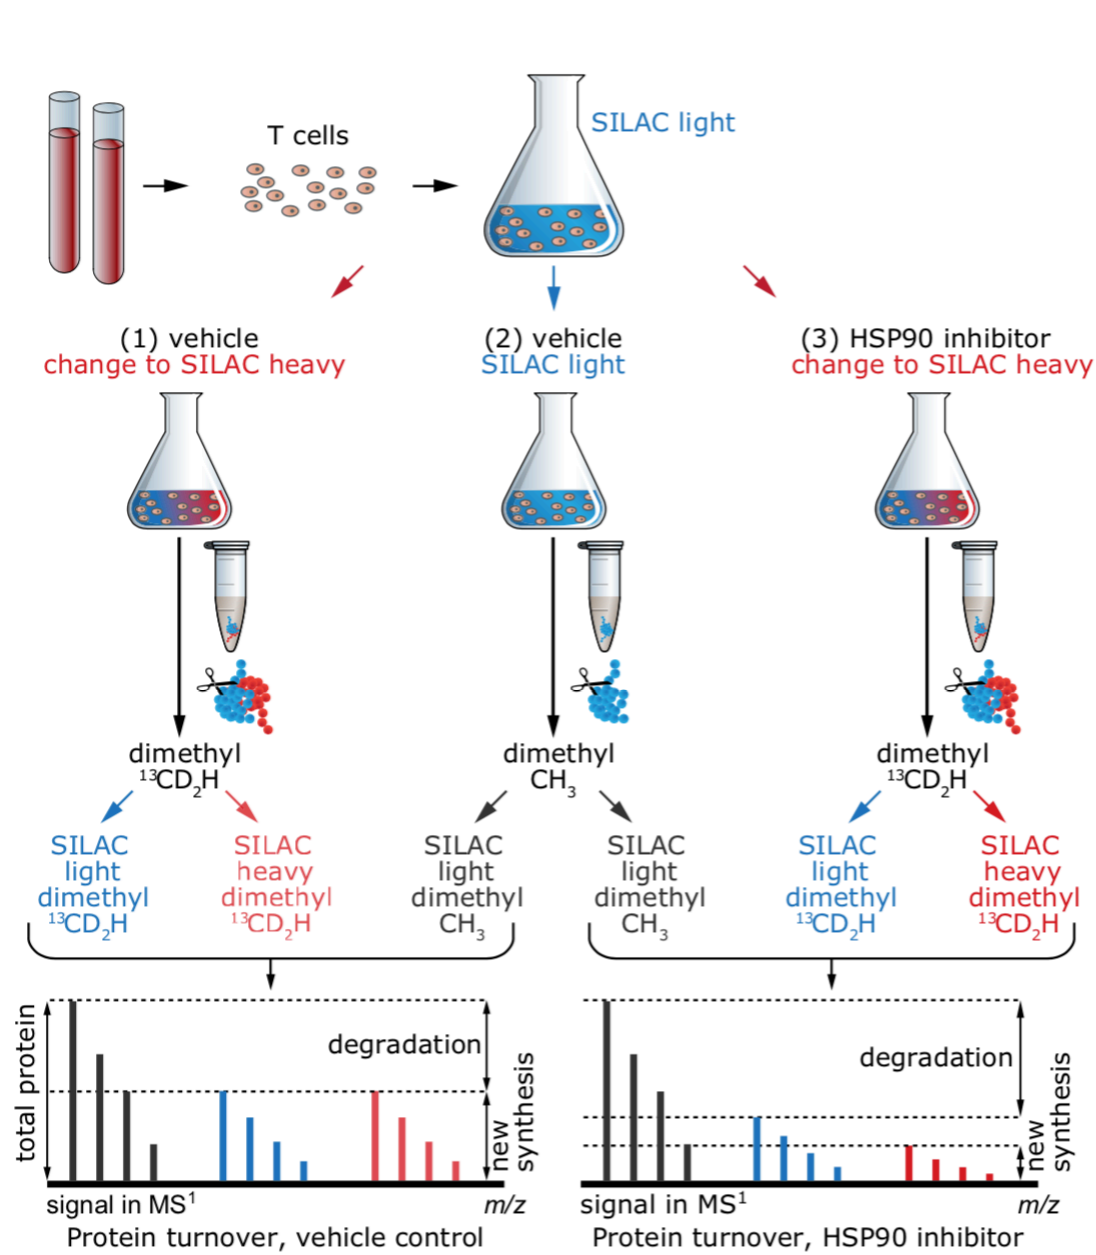 T cells
SILAC light
(1) vehicle
change to SILAC heavy
(2) vehicle
SILAC light
(3) HSP90 inhibitor
change to SILAC heavy
dimethyl
¹³CD₂H
dimethyl
CH₃
dimethyl
¹³CD₂H
SILAC
light
dimethyl
¹³CD₂H
SILAC
heavy
dimethyl
¹³CD₂H
SILAC
light
dimethyl
CH₃
SILAC
light
dimethyl
CH₃
SILAC
light
dimethyl
¹³CD₂H
SILAC
heavy
dimethyl
¹³CD₂H
total protein
degradation
new
synthesis
signal in MS¹
m/z
Protein turnover, vehicle control
degradation
new
synthesis
signal in MS¹
m/z
Protein turnover, HSP90 inhibitor